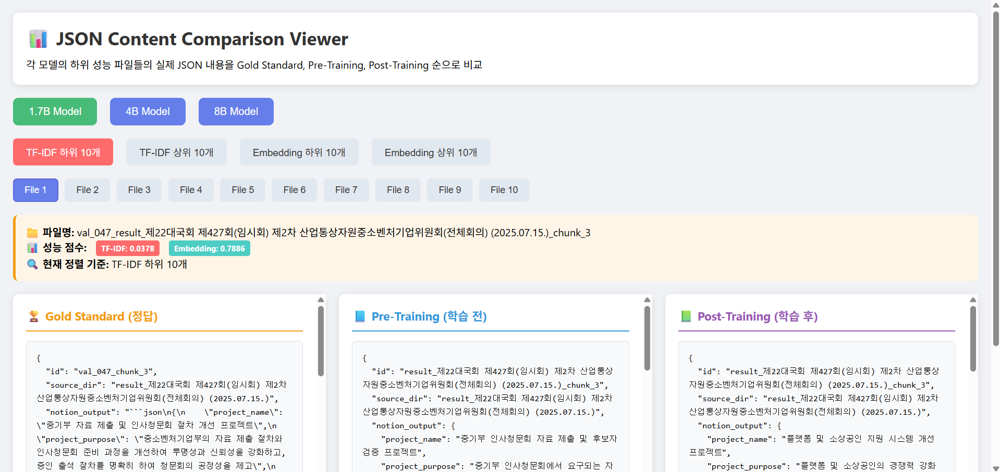 JSON Content Comparison Viewer
각 모델의 하위 성능 파일들의 실제 JSON 내용을 Gold Standard, Pre-Training, Post-Training 순으로 비교
1.7B Model
4B Model
8B Model
TF-IDF 하위 10개
TF-IDF 상위 10개
Embedding 하위 10개
Embedding 상위 10개
File 1
File 2
File 3
File 4
File 5
File 6
File 7
File 8
File 9
File 10
파일명: val_047_result_제22대국회 제427회(임시회) 제2차 산업통상자원중소벤처기업위원회(전체회의) (2025.07.15.)_chunk_3
성능 점수: TF-IDF: 0.0378 Embedding: 0.7886
현재 정렬 기준: TF-IDF 하위 10개
Gold Standard (정답)
{
"id": "val_047_chunk_3",
"source_dir": "result_제22대국회 제427회(임시회) 제2차
산업통상자원중소벤처기업위원회(전체회의) (2025.07.15.)",
"notion_output": "```json\n{\n    \"project_name\":
\"중기부 자료 제출 및 인사청문회 절차 개선 프로젝트\",\n
\"project_purpose\": \"중소벤처기업부의 자료 제출 절차와
인사청문회 준비 과정을 개선하여 투명성과 신뢰성을 강화하고,
증인 출석 절차를 명확히 하여 청문회의 공정성을 제고\",\n
Pre-Training (학습 전)
{
"id": "result_제22대국회 제427회(임시회) 제2차 산업통상
자원중소벤처기업위원회(전체회의) (2025.07.15.)_chunk_3",
"source_dir": "result_제22대국회 제427회(임시회) 제2차
산업통상자원중소벤처기업위원회(전체회의) (2025.07.15.)",
"notion_output": {
"project_name": "중기부 인사청문회 자료 제출 및 후보자
검증 프로젝트",
"project_purpose": "중기부 인사청문회에서 요구되는 자
Post-Training (학습 후)
{
"id": "result_제22대국회 제427회(임시회) 제2차 산업통상
자원중소벤처기업위원회(전체회의) (2025.07.15.)_chunk_3",
"source_dir": "result_제22대국회 제427회(임시회) 제2차
산업통상자원중소벤처기업위원회(전체회의) (2025.07.15.)",
"notion_output": {
"project_name": "플랫폼 및 소상공인 지원 시스템 개선
프로젝트",
"project_purpose": "플랫폼 및 소상공인의 경쟁력 강화